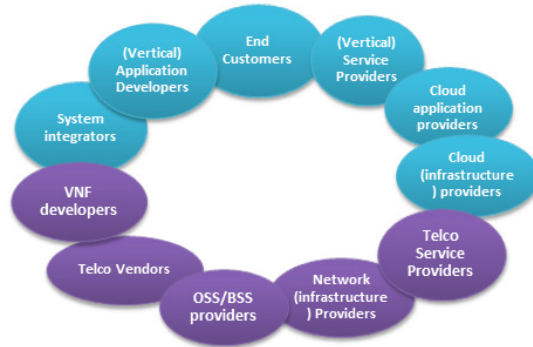 End
Customers
(Vertical)
Service
Providers
Cloud
application
providers
Cloud
(infrastructure
) providers
Telco
Service
Providers
Network
(infrastructure
) Providers
OSS/BSS
providers
Telco Vendors
VNF
developers
System
integrators
(Vertical)
Application
Developers